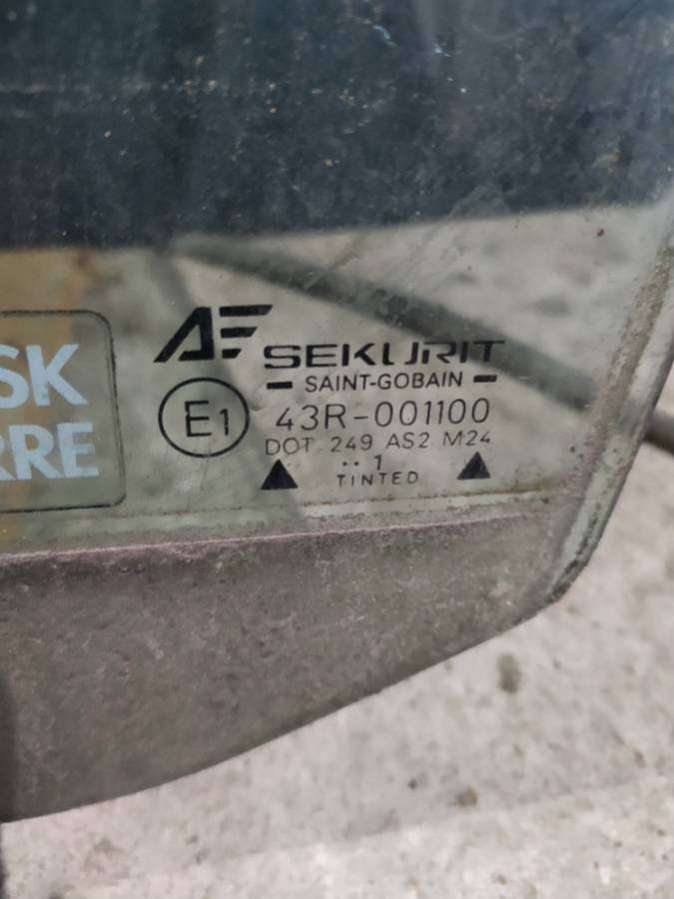 SK
RRE
AF SEKURIT
SAINT-GOBAIN
E1
43R-001100
DOT 249 AS2 M24
.. 1
TINTED